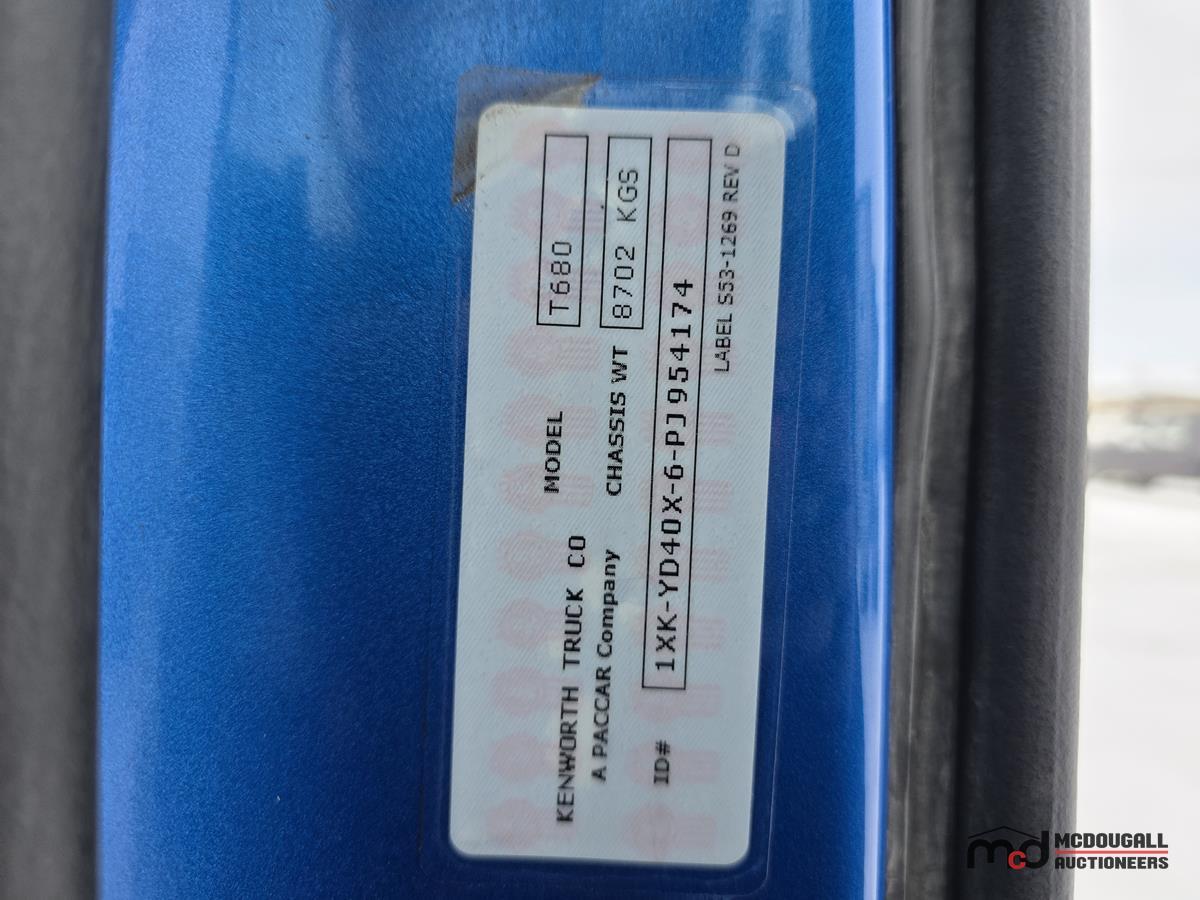 KENWORTH TRUCK CO MODEL T680
A PACCAR Company CHASSIS WT 8702 KGS
ID# 1XK-YD40X-6-PJ954174
LABEL S53-1269 REV D
mcd MCDOUGALL
AUCTIONEERS